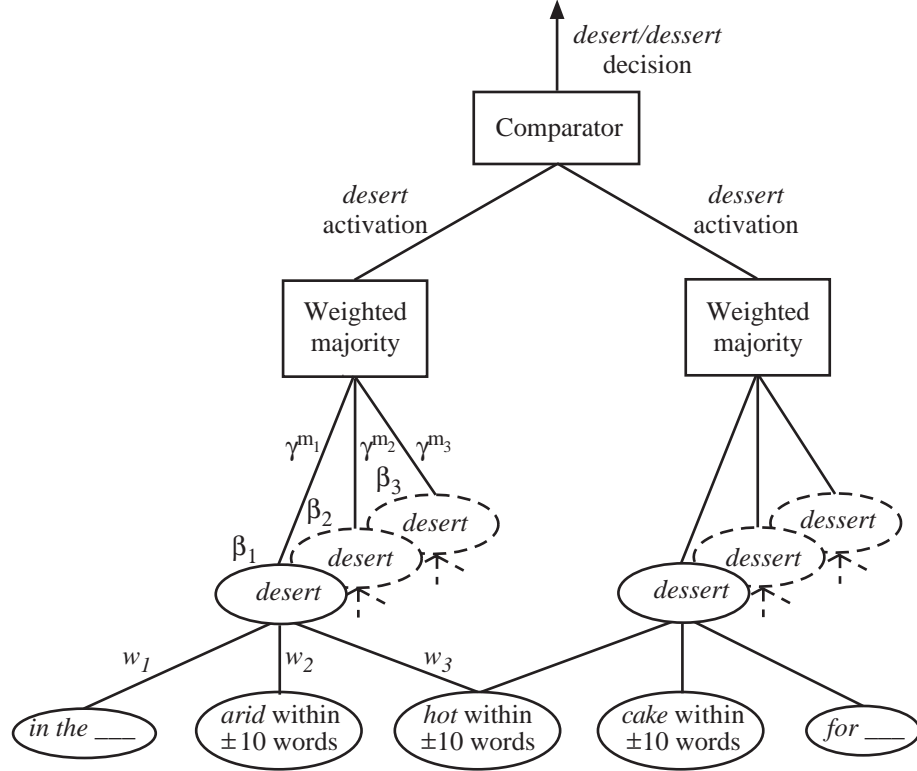 desert/dessert
decision
Comparator
desert
activation
dessert
activation
Weighted
majority
Weighted
majority
γ^m₁ γ^m₂ γ^m₃
β₃
β₂
β₁
desert
dessert
desert
dessert
desert
dessert
w₁ w₂ w₃
in the ___
arid within
±10 words
hot within
±10 words
cake within
±10 words
for ___